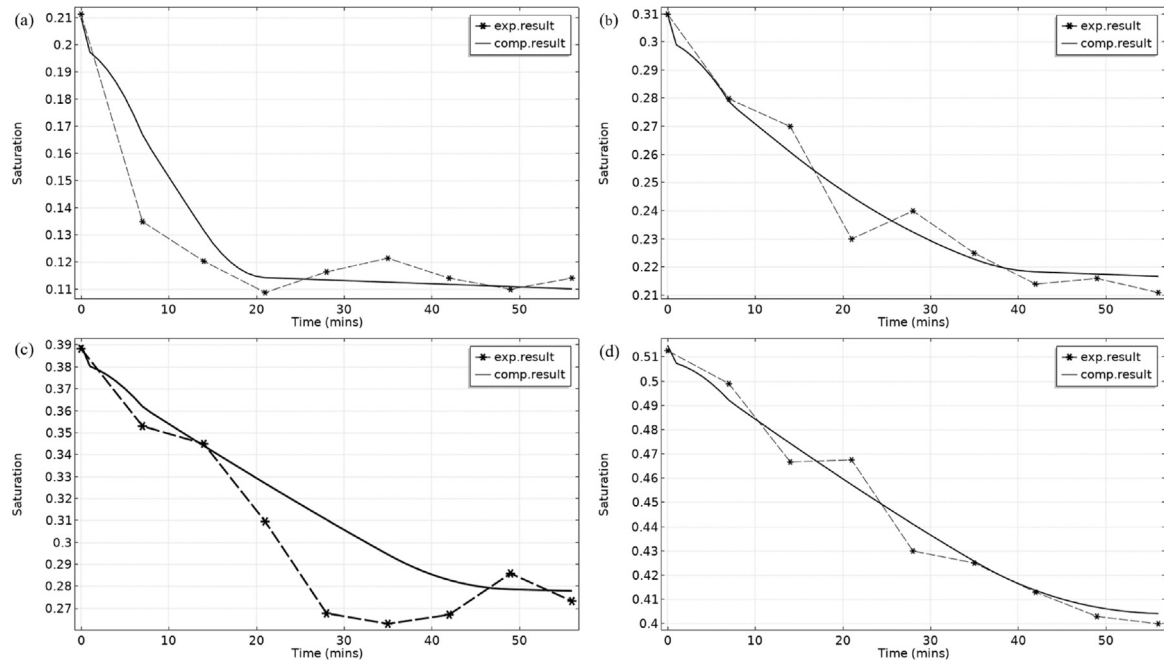 (a)
0.21
0.2
0.19
0.18
0.17
0.16
0.15
0.14
0.13
0.12
0.11
Saturation
exp.result
comp.result
0 10 20 30 40 50
Time (mins)
(b)
0.31
0.3
0.29
0.28
0.27
0.26
0.25
0.24
0.23
0.22
0.21
Saturation
exp.result
comp.result
0 10 20 30 40 50
Time (mins)
(c)
0.39
0.38
0.37
0.36
0.35
0.34
0.33
0.32
0.31
0.3
0.29
0.28
0.27
Saturation
exp.result
comp.result
0 10 20 30 40 50
Time (mins)
(d)
0.51
0.5
0.49
0.48
0.47
0.46
0.45
0.44
0.43
0.42
0.41
0.4
Saturation
exp.result
comp.result
0 10 20 30 40 50
Time (mins)